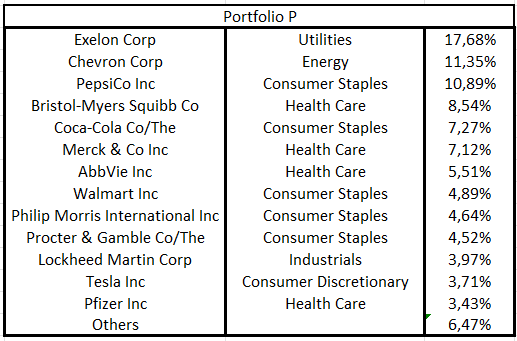 Portfolio P
Exelon Corp Utilities 17,68%
Chevron Corp Energy 11,35%
PepsiCo Inc Consumer Staples 10,89%
Bristol-Myers Squibb Co Health Care 8,54%
Coca-Cola Co/The Consumer Staples 7,27%
Merck & Co Inc Health Care 7,12%
AbbVie Inc Health Care 5,51%
Walmart Inc Consumer Staples 4,89%
Philip Morris International Inc Consumer Staples 4,64%
Procter & Gamble Co/The Consumer Staples 4,52%
Lockheed Martin Corp Industrials 3,97%
Tesla Inc Consumer Discretionary 3,71%
Pfizer Inc Health Care 3,43%
Others 6,47%